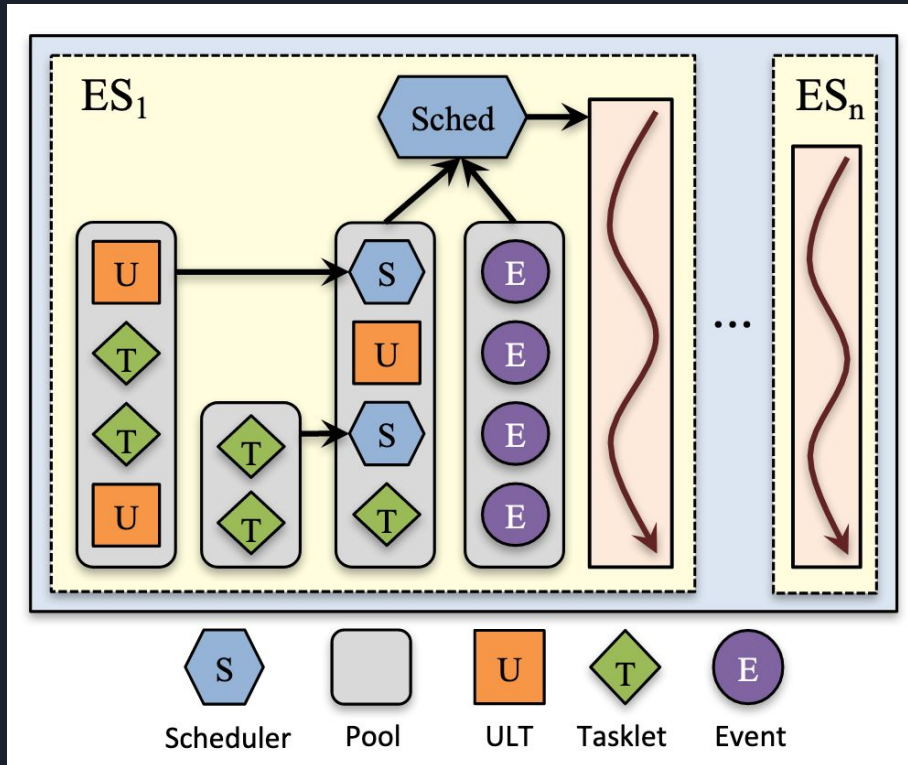 ES1
Sched
ESn
U
S
E
T
U
E
...
T
T
S
E
U
T
T
E
S
U
T
E
Scheduler
Pool
ULT
Tasklet
Event